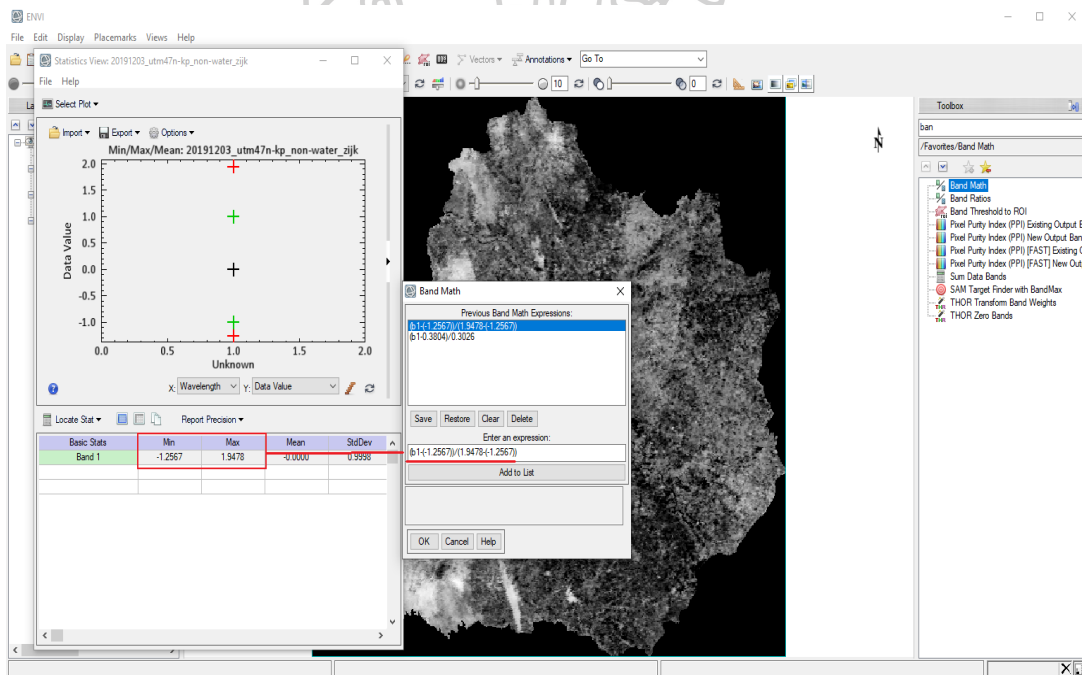 ENVI
File Edit Display Placemarks Views Help
Statistics View: 20191203_utm47n-kp_non-water_zijk
Vectors Annotations Go To
File Help
10 0
Select Plot
Import Export Options
Min/Max/Mean: 20191203_utm47n-kp_non-water_zijk
2.0
1.5
1.0
0.5
0.0
-0.5
-1.0
Data Value
0.0 0.5 1.0 1.5 2.0
Unknown
X: Wavelength Y: Data Value
Locate Stat Report Precision
Basic Stats Min Max Mean StdDev
Band 1 -1.2567 1.9478 -0.0000 0.9998
Band Math
Previous Band Math Expressions:
(b1-(-1.2567))/(1.9478-(-1.2567))
(b1-0.3804)/0.3026
Save Restore Clear Delete
Enter an expression:
(b1-(-1.2567))/(1.9478-(-1.2567))
Add to List
OK Cancel Help
N
Toolbox
ban
/Favorites/Band Math
Band Math
Band Ratios
Band Threshold to ROI
Pixel Purity Index (PPI) Existing Output B
Pixel Purity Index (PPI) New Output Ban
Pixel Purity Index (PPI) [FAST] Existing O
Pixel Purity Index (PPI) [FAST] New Out
Sum Data Bands
SAM Target Finder with BandMax
THOR Transform Band Weights
THOR Zero Bands